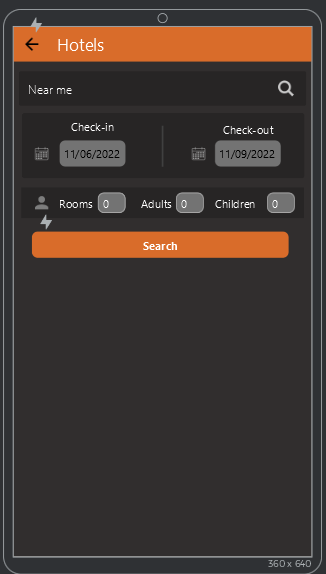 Hotels
Near me
Check-in
Check-out
11/06/2022
11/09/2022
Rooms 0 Adults 0 Children 0
Search
360 x 640